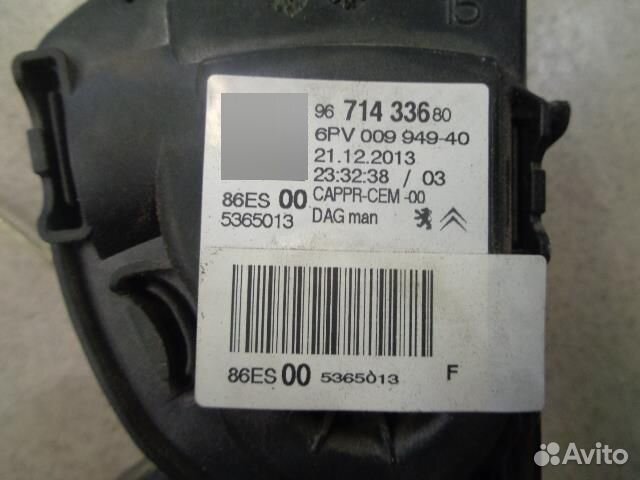 96 714 336 80
6PV 009 949-40
21.12.2013
23:32:38 / 03
86ES 00 CAPPR-CEM -00
5365013 DAG man
86ES 00 5365013 F
Avito